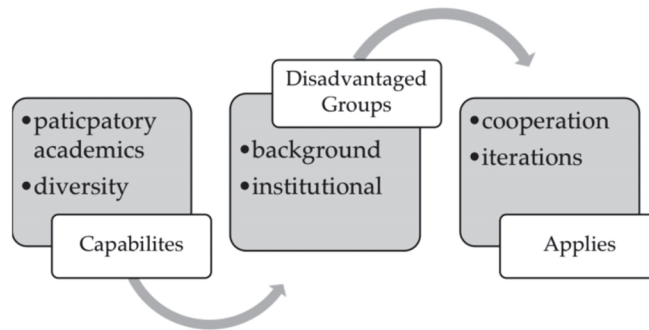 •paticpatory
academics
•diversity
Capabilites
Disadvantaged
Groups
•background
•institutional
•cooperation
•iterations
Applies